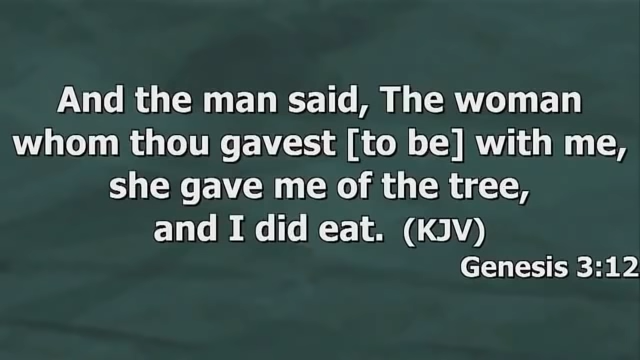 And the man said, The woman
whom thou gavest [to be] with me,
she gave me of the tree,
and I did eat. (KJV)
Genesis 3:12